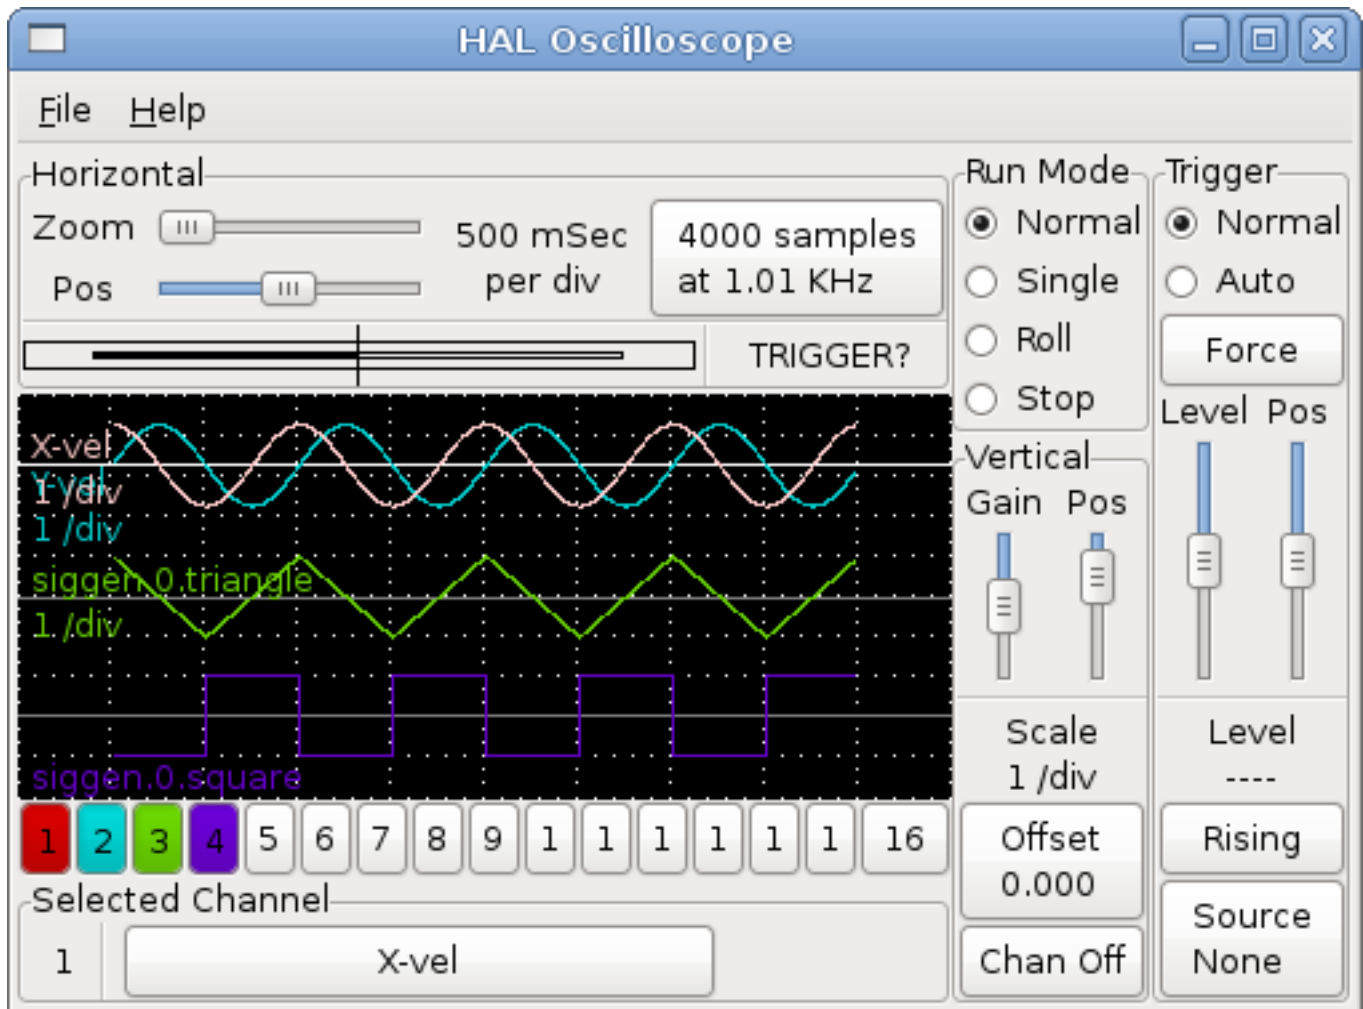 HAL Oscilloscope
File Help
Horizontal
Zoom
Pos
500 mSec
per div
4000 samples
at 1.01 KHz
TRIGGER?
Run Mode
Normal
Single
Roll
Stop
Trigger
Normal
Auto
Force
Level Pos
X-vel
Y-vel
1 /div
1 /div
siggen.0.triangle
1 /div
siggen.0.square
Vertical
Gain Pos
Scale
1 /div
Offset
0.000
Chan Off
Level
----
Rising
Source
None
1 2 3 4 5 6 7 8 9 1 1 1 1 1 1 16
Selected Channel
1 X-vel